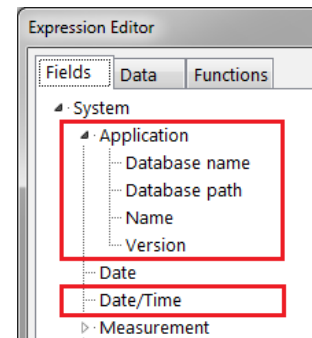 Expression Editor
Fields Data Functions
System
Application
Database name
Database path
Name
Version
Date
Date/Time
Measurement